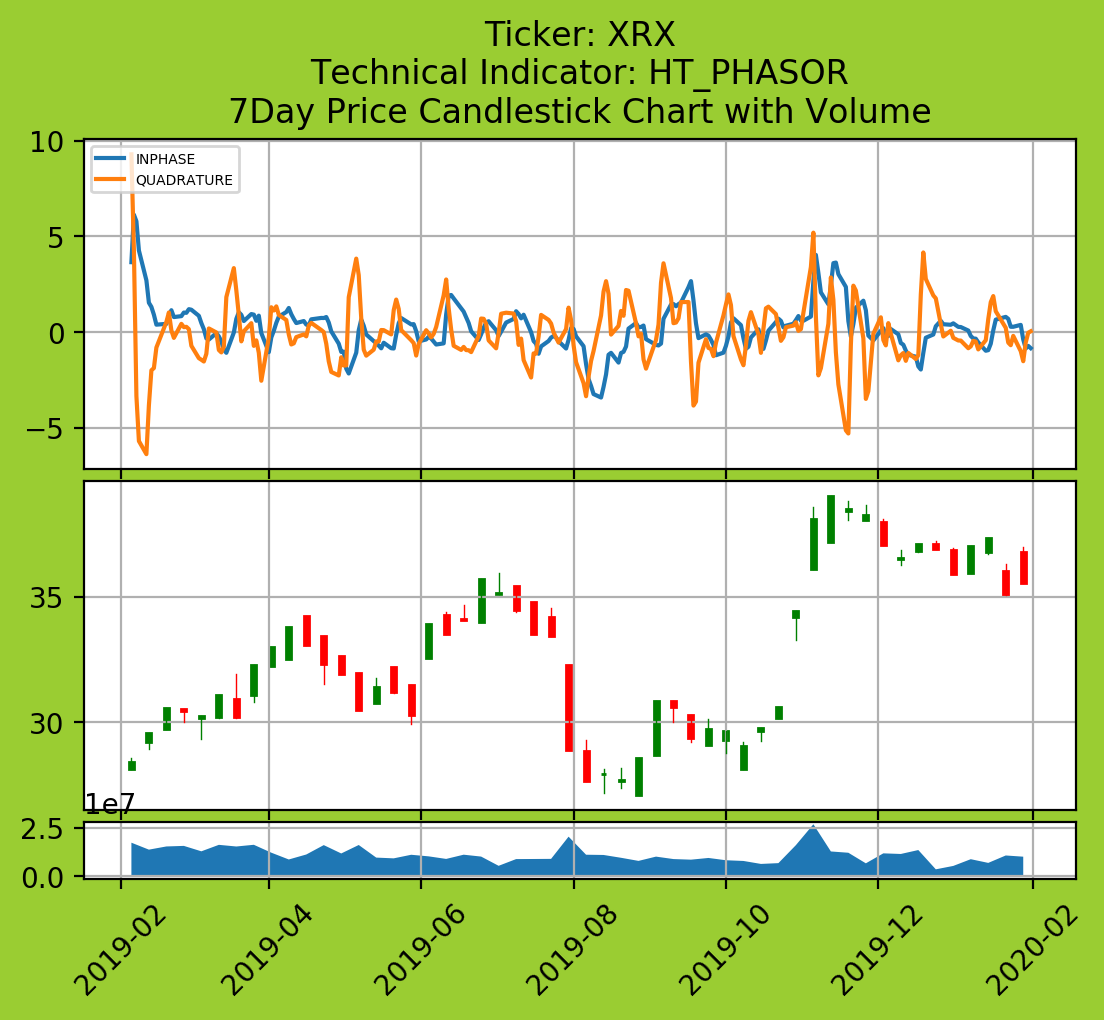 Ticker: XRX
Technical Indicator: HT_PHASOR
7Day Price Candlestick Chart with Volume
10
5
0
−5
INPHASE
QUADRATURE
35
30
1e7
2.5
0.0
2019-02
2019-04
2019-06
2019-08
2019-10
2019-12
2020-02